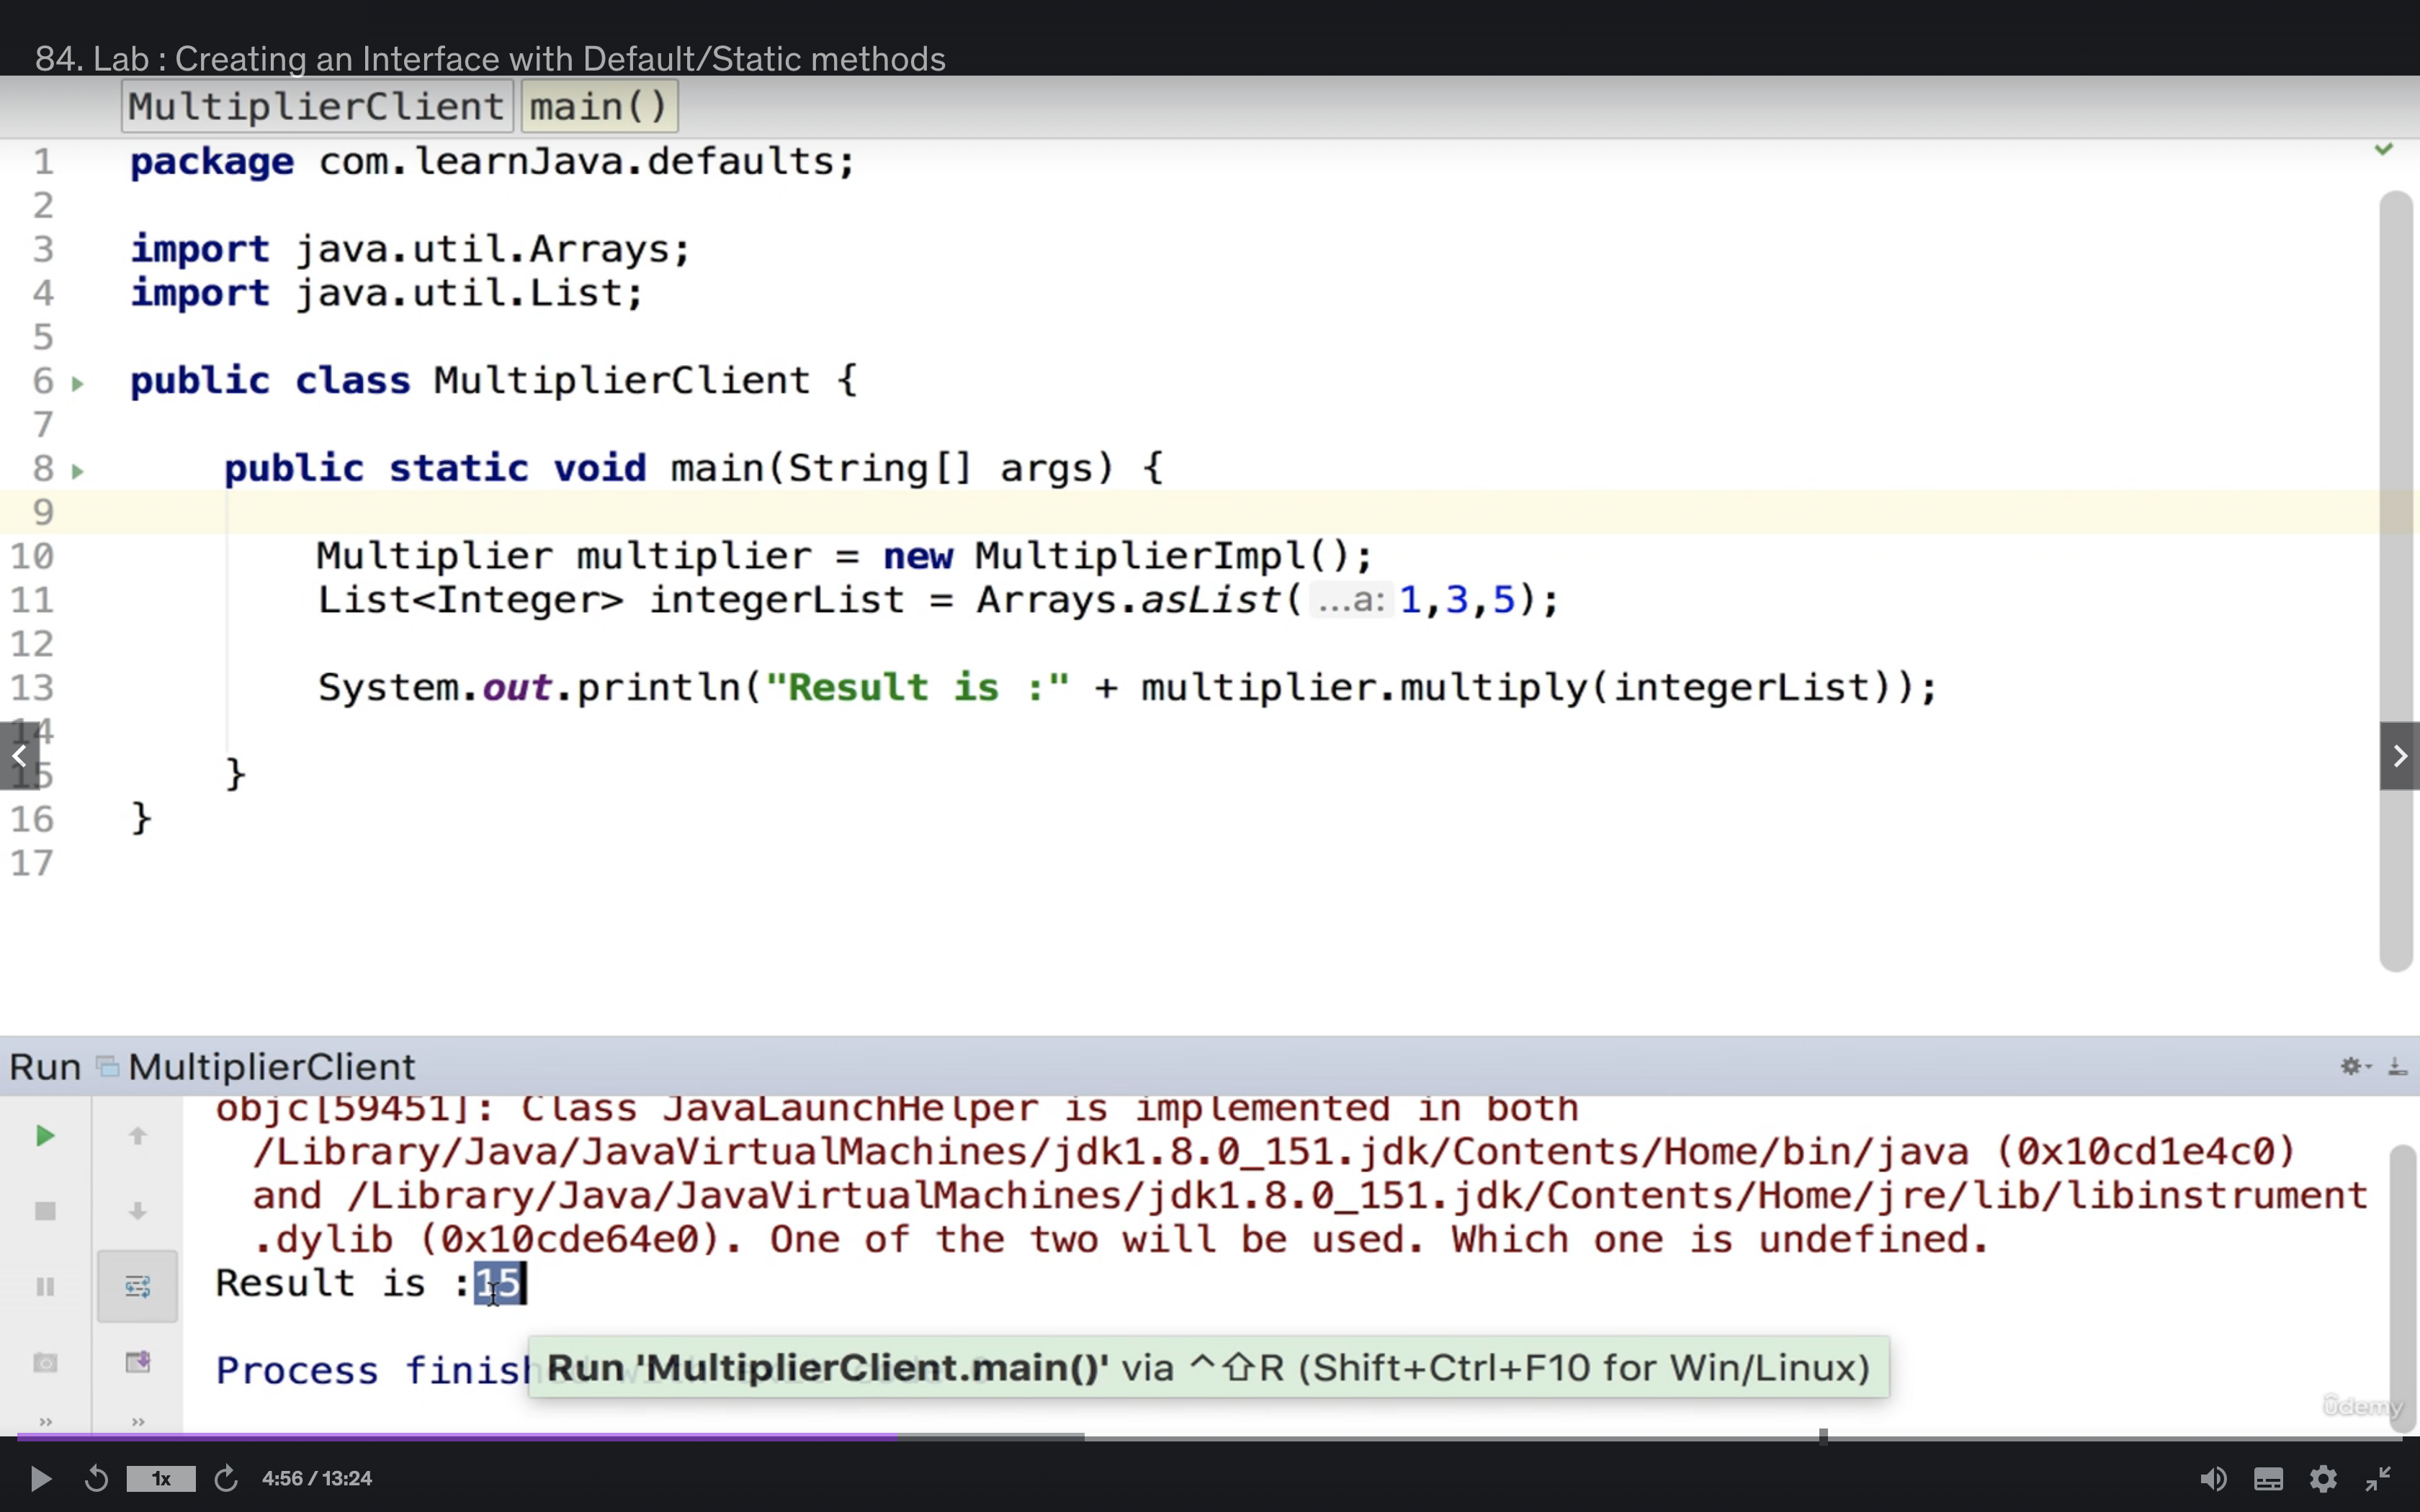 84. Lab : Creating an Interface with Default/Static methods
MultiplierClient main()
1 package com.learnJava.defaults;
2
3 import java.util.Arrays;
4 import java.util.List;
5
6 public class MultiplierClient {
7
8 public static void main(String[] args) {
9
10 Multiplier multiplier = new MultiplierImpl();
11 List<Integer> integerList = Arrays.asList( ...a: 1,3,5);
12
13 System.out.println("Result is :" + multiplier.multiply(integerList));
14
15 }
16 }
17
Run MultiplierClient
objc[59451]: Class JavaLaunchHelper is implemented in both
/Library/Java/JavaVirtualMachines/jdk1.8.0_151.jdk/Contents/Home/bin/java (0x10cd1e4c0)
and /Library/Java/JavaVirtualMachines/jdk1.8.0_151.jdk/Contents/Home/jre/lib/libinstrument
.dylib (0x10cde64e0). One of the two will be used. Which one is undefined.
Result is :15
Process finish
Run 'MultiplierClient.main()' via ^⇧R (Shift+Ctrl+F10 for Win/Linux)
ûdemy
1x 4:56 / 13:24